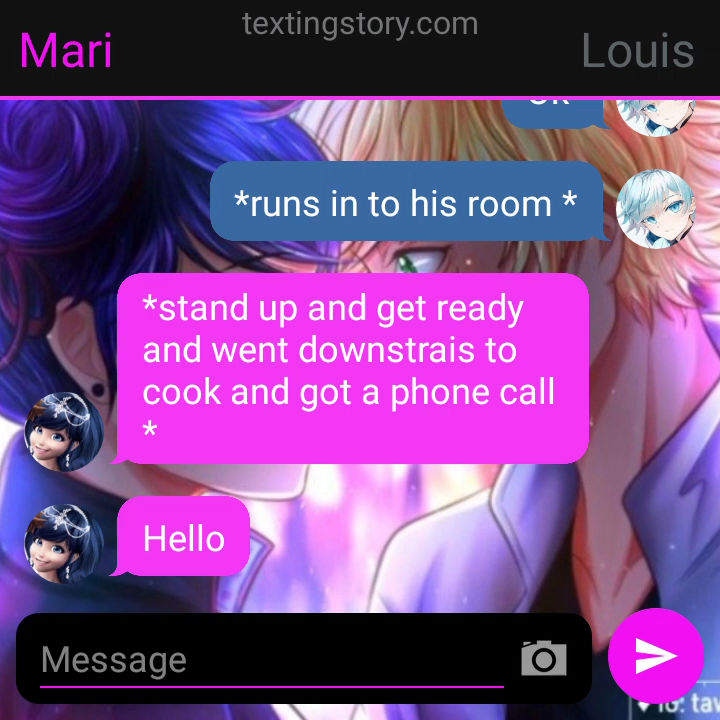 textingstory.com
Mari
Louis
*runs in to his room *
*stand up and get ready
and went downstrais to
cook and got a phone call
*
Hello
Message